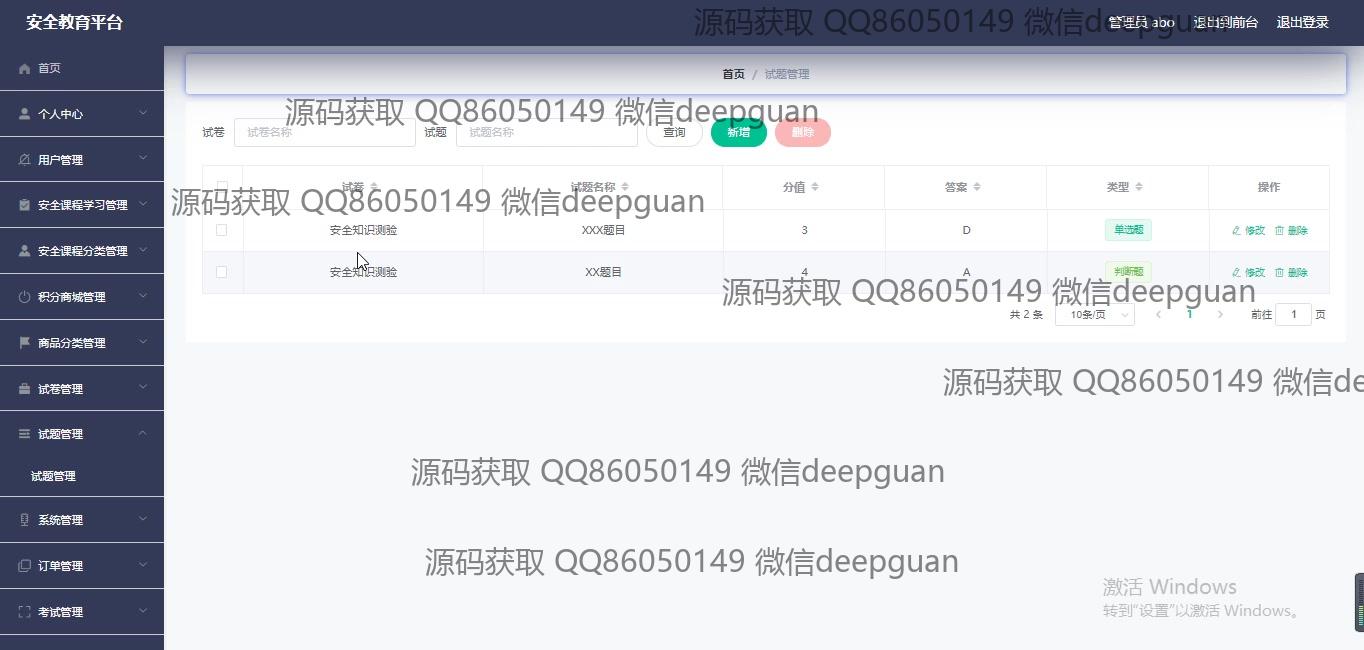 安全教育平台
管理员 abo 退出到前台 退出登录
源码获取 QQ86050149 微信deepguan
首页
首页 / 试题管理
个人中心
源码获取 QQ86050149 微信deepguan
试卷 试卷名称 试题 试题名称 查询 新增 删除
用户管理
试卷 试题名称 分值 答案 类型 操作
安全课程学习管理
源码获取 QQ86050149 微信deepguan
安全知识测验 XXX题目 3 D 单选题 修改 删除
安全课程分类管理
安全知识测验 XX题目 4 A 判断题 修改 删除
积分商城管理
源码获取 QQ86050149 微信deepguan
共 2 条 10条/页 1 前往 1 页
商品分类管理
试卷管理
源码获取 QQ86050149 微信de
试题管理
试题管理
源码获取 QQ86050149 微信deepguan
系统管理
订单管理
源码获取 QQ86050149 微信deepguan
激活 Windows
考试管理
转到"设置"以激活 Windows。